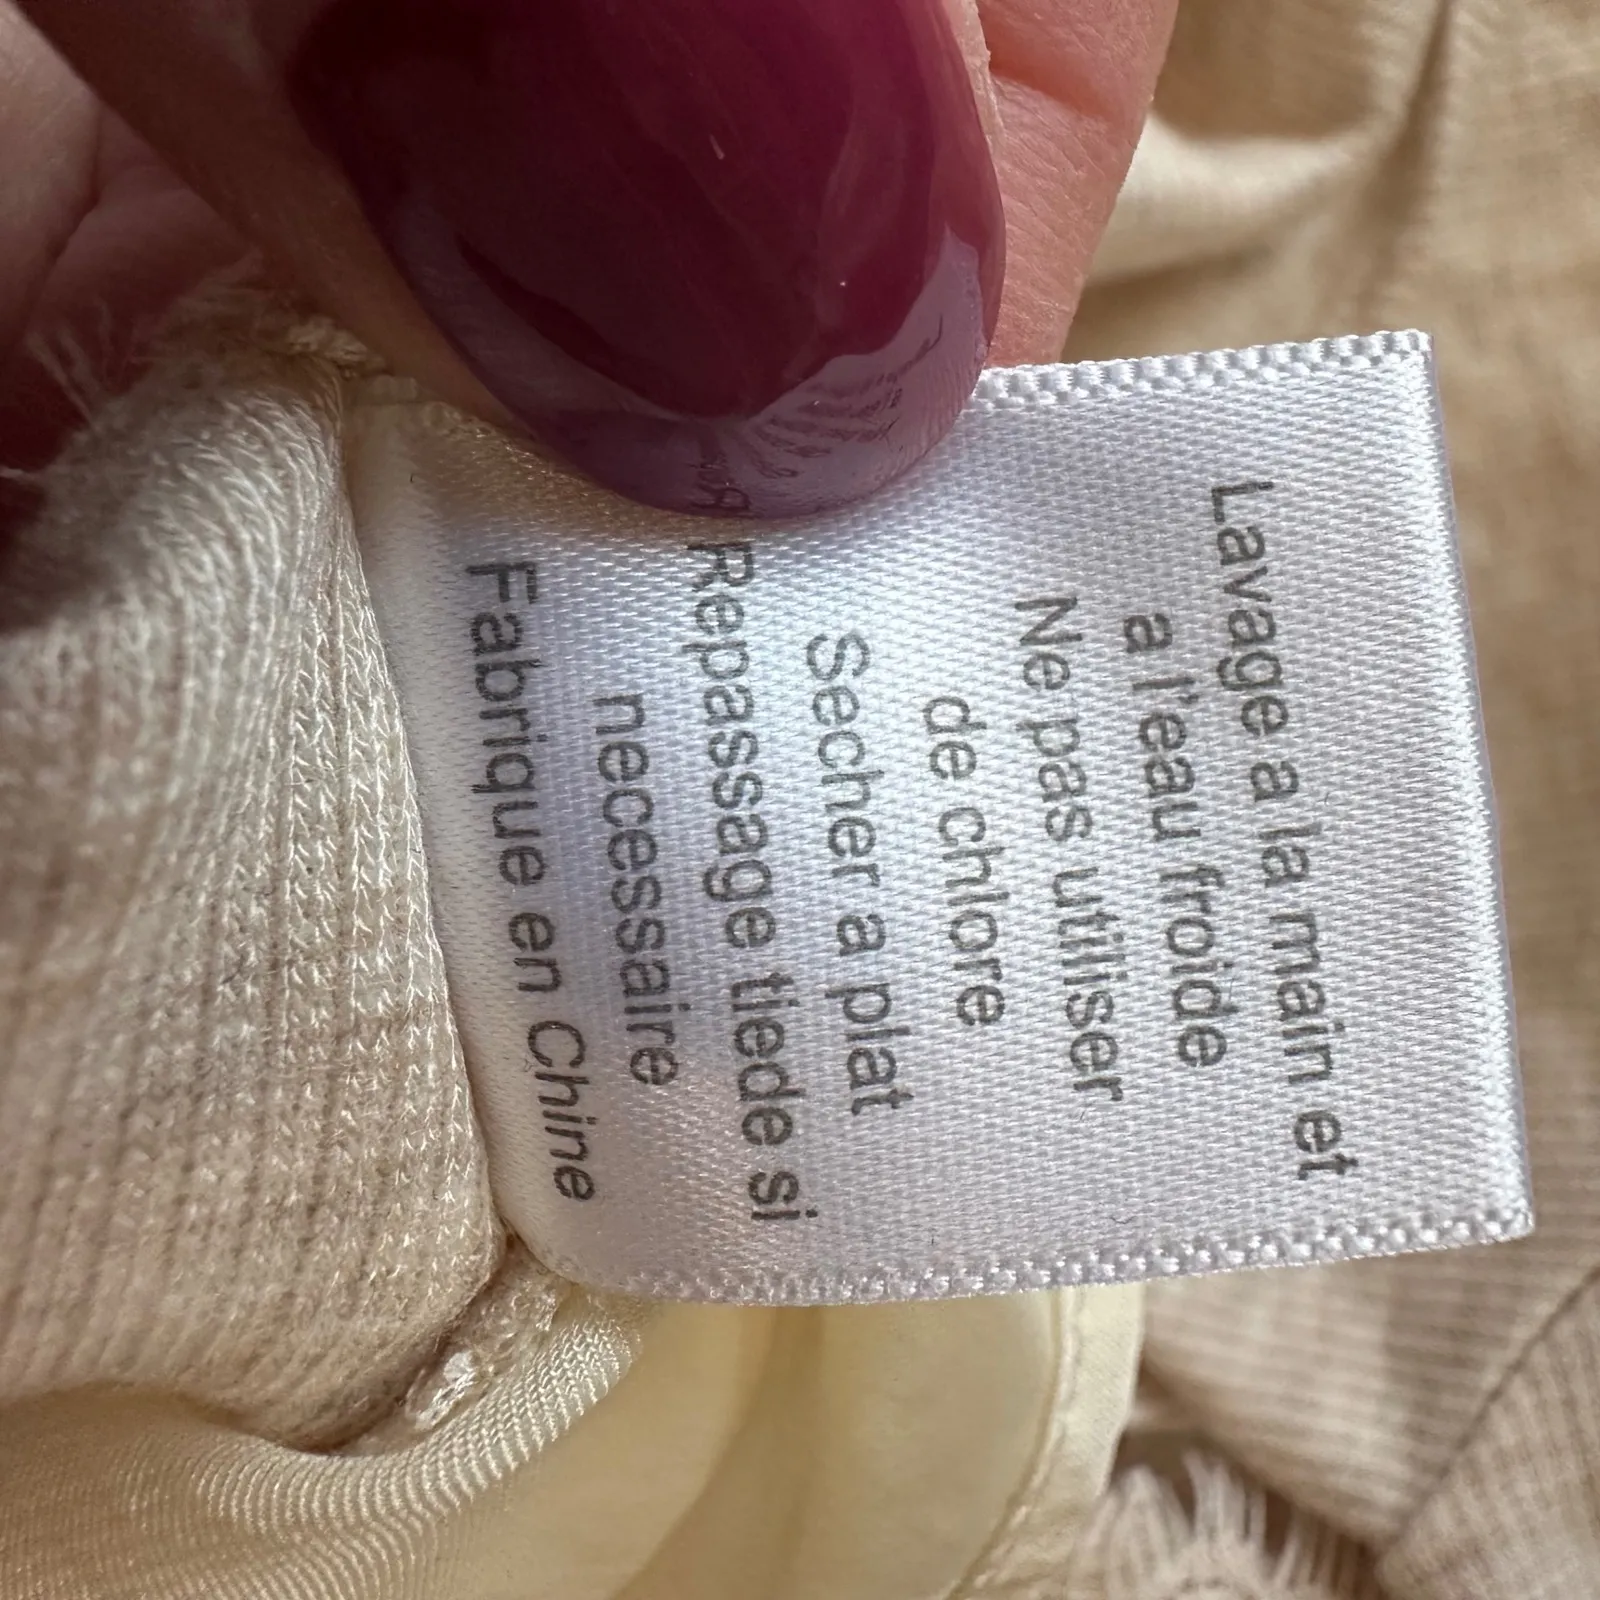 Lavage a la main et
a l'eau froide
Ne pas utiliser
de chlore
Secher a plat
Repassage tiede si
necessaire
Fabrique en Chine